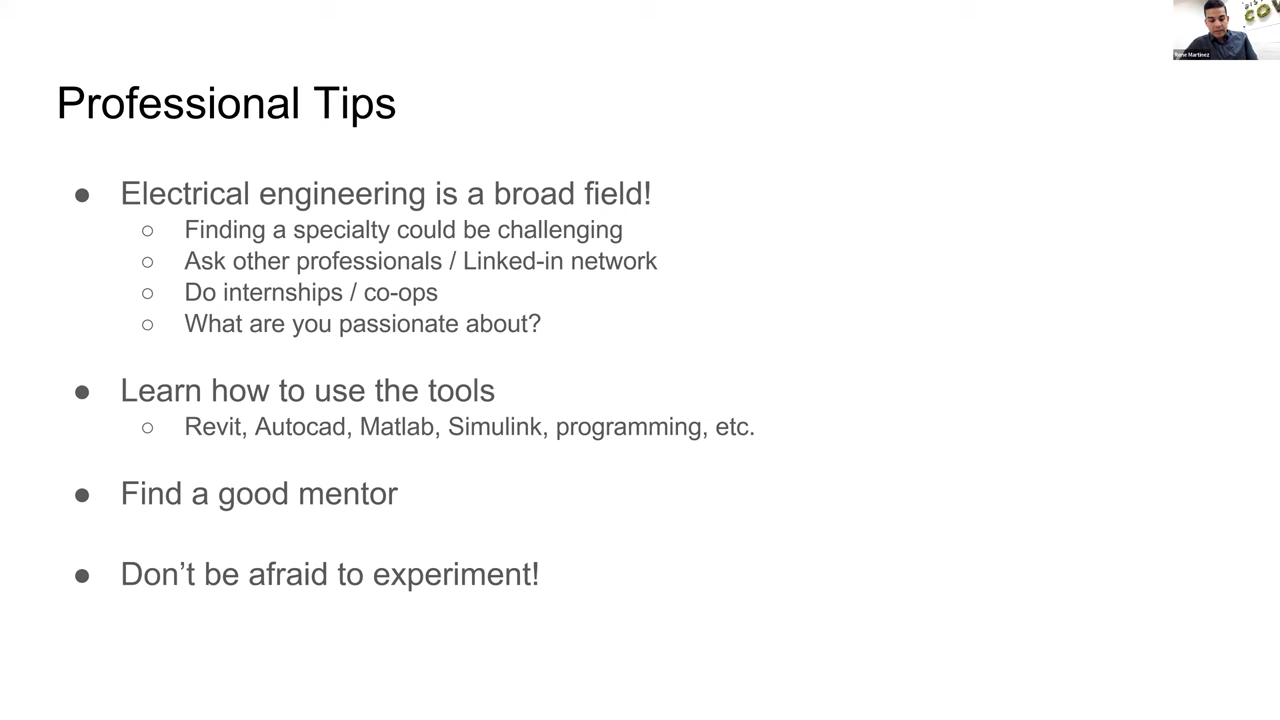 Professional Tips
● Electrical engineering is a broad field!
○ Finding a specialty could be challenging
○ Ask other professionals / Linked-in network
○ Do internships / co-ops
○ What are you passionate about?
● Learn how to use the tools
○ Revit, Autocad, Matlab, Simulink, programming, etc.
● Find a good mentor
● Don’t be afraid to experiment!
Rene Martinez